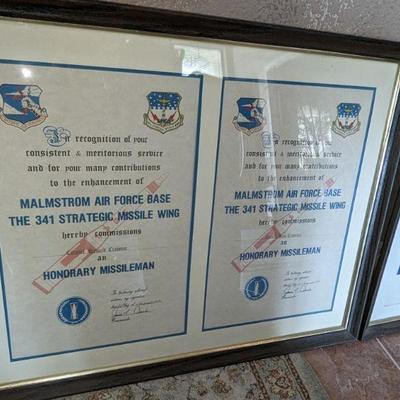 In recognition of your
consistent & meritorious service
and for your many contributions
to the enhancement of
MALMSTROM AIR FORCE BASE
THE 341 STRATEGIC MISSILE WING
hereby commissions
an
HONORARY MISSILEMAN
In recognition of your
consistent & meritorious service
and for your many contributions
to the enhancement of
MALMSTROM AIR FORCE BASE
THE 341 STRATEGIC MISSILE WING
hereby commissions
an
HONORARY MISSILEMAN